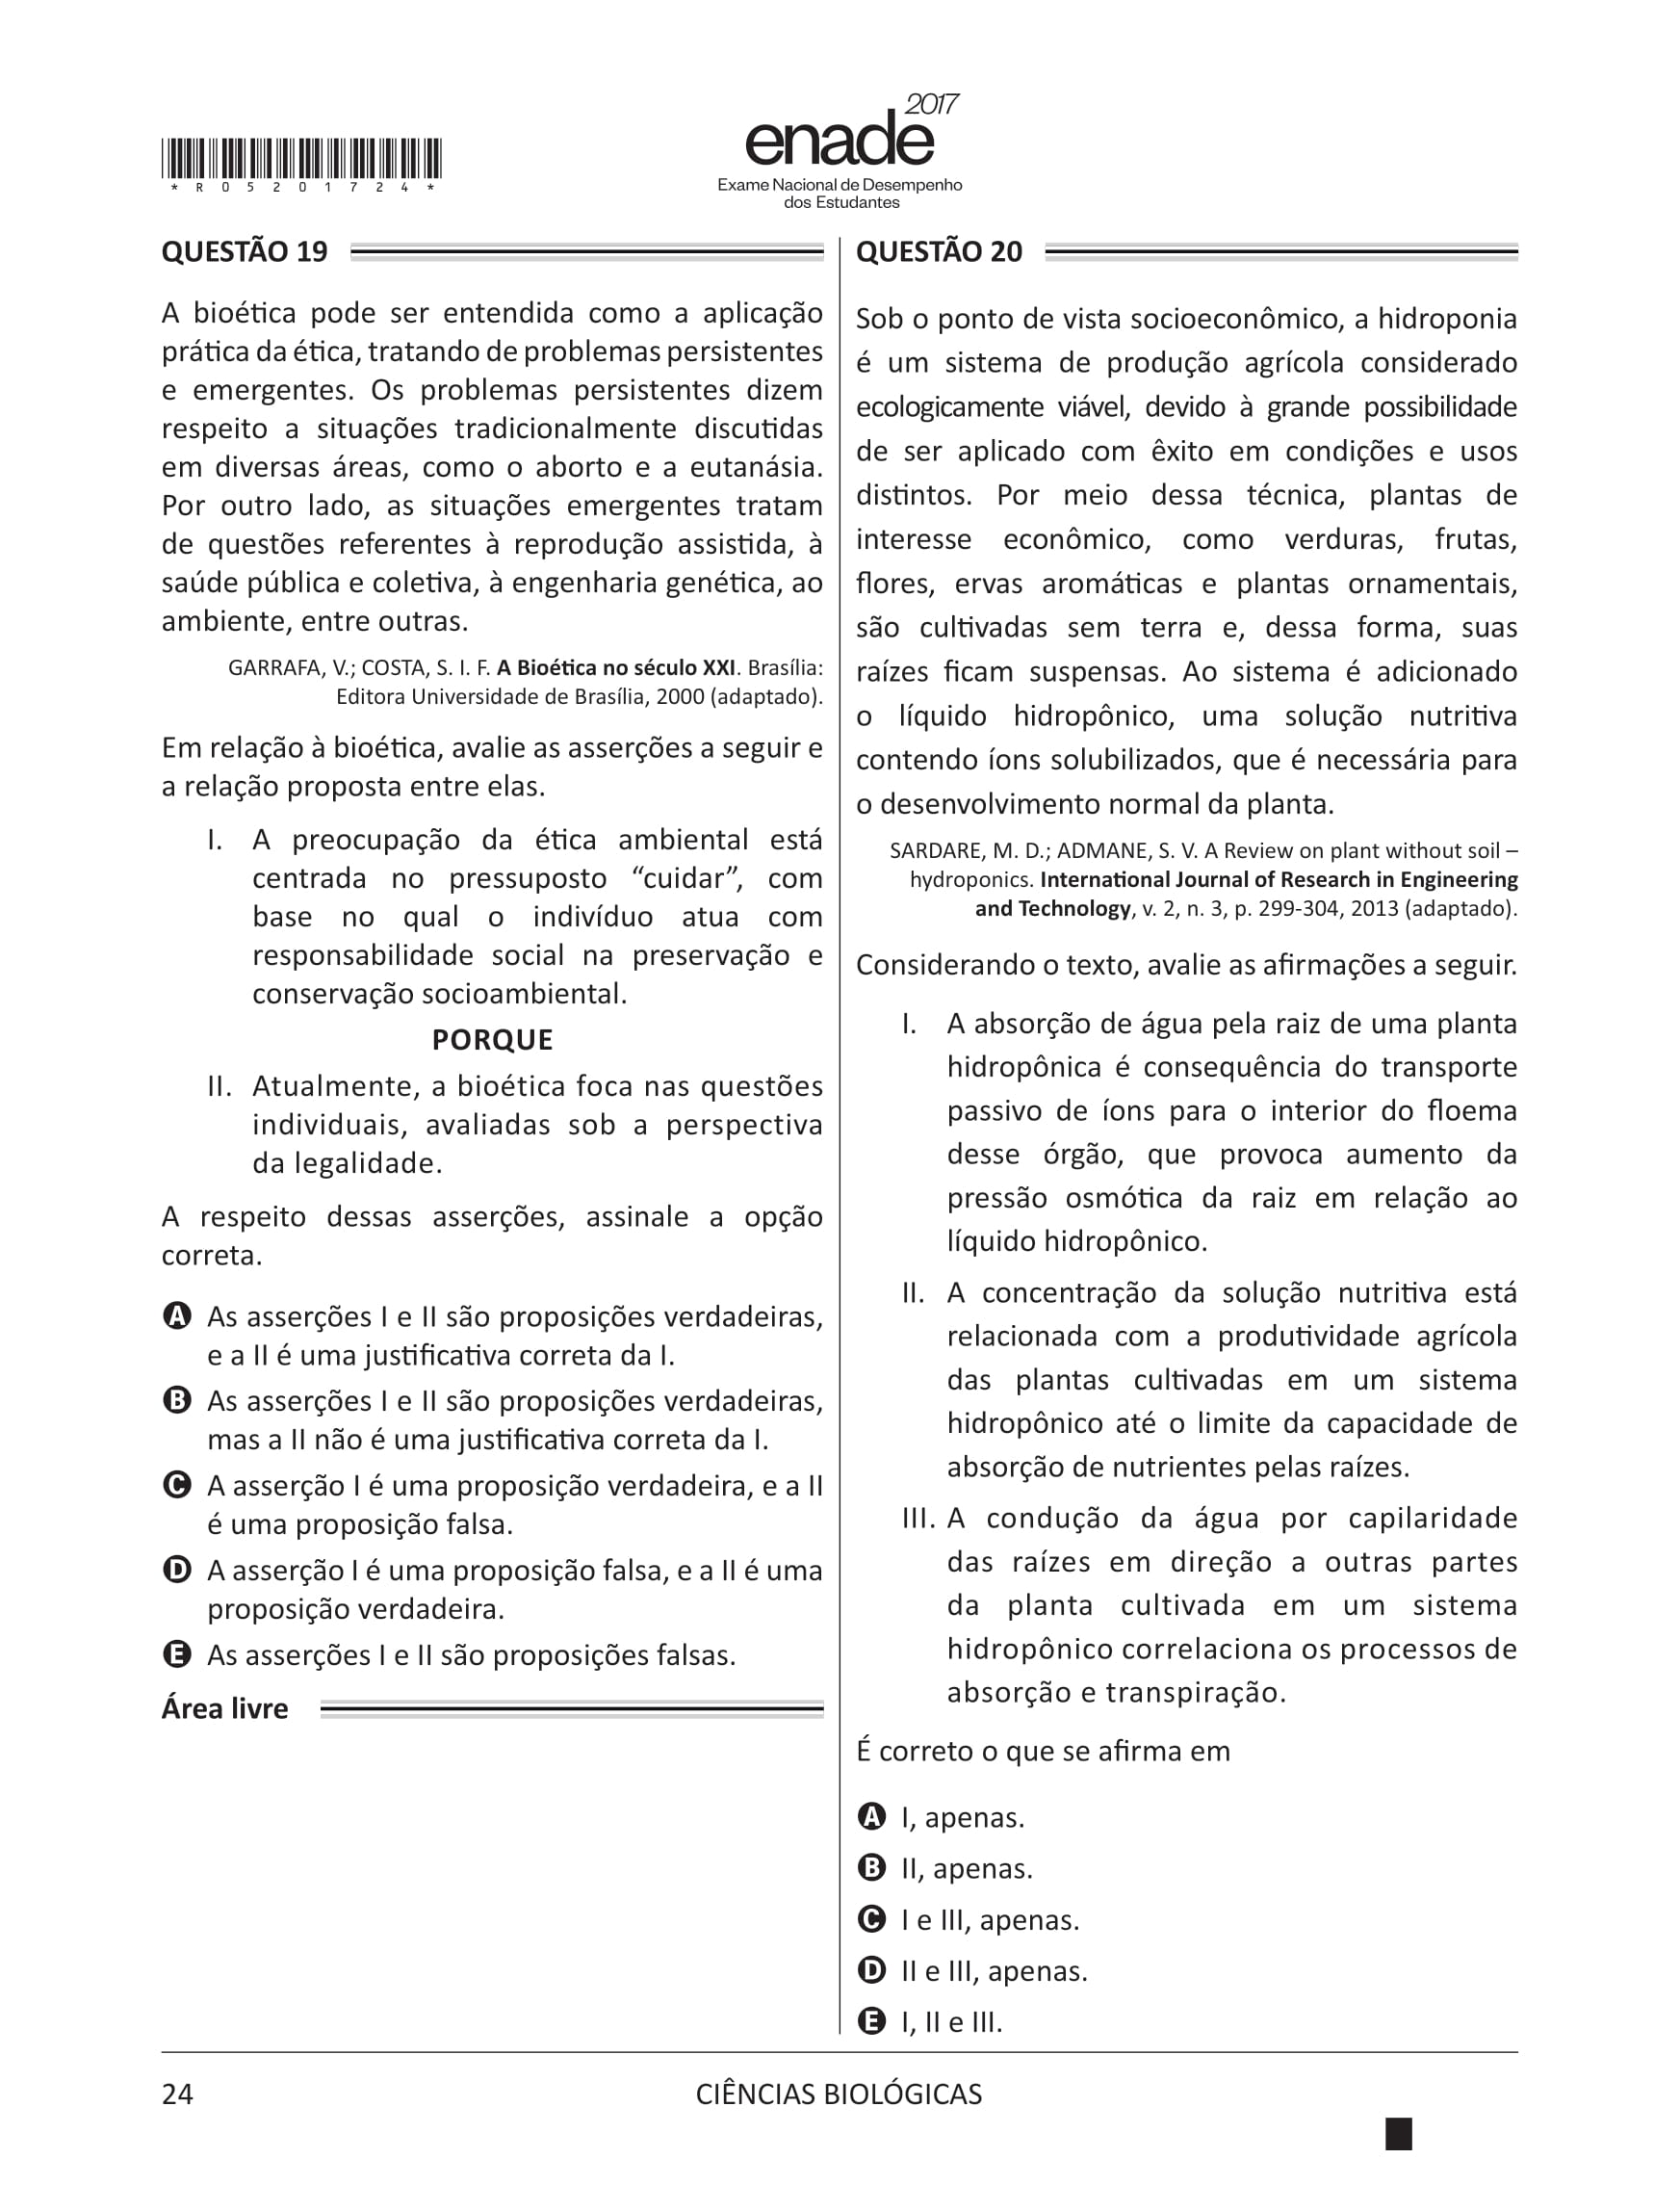 *R05201724*
2017
enade
Exame Nacional de Desempenho
dos Estudantes
QUESTÃO 19
A bioética pode ser entendida como a aplicação
prática da ética, tratando de problemas persistentes
e emergentes. Os problemas persistentes dizem
respeito a situações tradicionalmente discutidas
em diversas áreas, como o aborto e a eutanásia.
Por outro lado, as situações emergentes tratam
de questões referentes à reprodução assistida, à
saúde pública e coletiva, à engenharia genética, ao
ambiente, entre outras.
GARRAFA, V.; COSTA, S. I. F. A Bioética no século XXI. Brasília:
Editora Universidade de Brasília, 2000 (adaptado).
Em relação à bioética, avalie as asserções a seguir e
a relação proposta entre elas.
I. A preocupação da ética ambiental está
centrada no pressuposto “cuidar”, com
base no qual o indivíduo atua com
responsabilidade social na preservação e
conservação socioambiental.
PORQUE
II. Atualmente, a bioética foca nas questões
individuais, avaliadas sob a perspectiva
da legalidade.
A respeito dessas asserções, assinale a opção
correta.
A As asserções I e II são proposições verdadeiras,
e a II é uma justificativa correta da I.
B As asserções I e II são proposições verdadeiras,
mas a II não é uma justificativa correta da I.
C A asserção I é uma proposição verdadeira, e a II
é uma proposição falsa.
D A asserção I é uma proposição falsa, e a II é uma
proposição verdadeira.
E As asserções I e II são proposições falsas.
Área livre
QUESTÃO 20
Sob o ponto de vista socioeconômico, a hidroponia
é um sistema de produção agrícola considerado
ecologicamente viável, devido à grande possibilidade
de ser aplicado com êxito em condições e usos
distintos. Por meio dessa técnica, plantas de
interesse econômico, como verduras, frutas,
flores, ervas aromáticas e plantas ornamentais,
são cultivadas sem terra e, dessa forma, suas
raízes ficam suspensas. Ao sistema é adicionado
o líquido hidropônico, uma solução nutritiva
contendo íons solubilizados, que é necessária para
o desenvolvimento normal da planta.
SARDARE, M. D.; ADMANE, S. V. A Review on plant without soil –
hydroponics. International Journal of Research in Engineering
and Technology, v. 2, n. 3, p. 299-304, 2013 (adaptado).
Considerando o texto, avalie as afirmações a seguir.
I. A absorção de água pela raiz de uma planta
hidropônica é consequência do transporte
passivo de íons para o interior do floema
desse órgão, que provoca aumento da
pressão osmótica da raiz em relação ao
líquido hidropônico.
II. A concentração da solução nutritiva está
relacionada com a produtividade agrícola
das plantas cultivadas em um sistema
hidropônico até o limite da capacidade de
absorção de nutrientes pelas raízes.
III. A condução da água por capilaridade
das raízes em direção a outras partes
da planta cultivada em um sistema
hidropônico correlaciona os processos de
absorção e transpiração.
É correto o que se afirma em
A I, apenas.
B II, apenas.
C I e III, apenas.
D II e III, apenas.
E I, II e III.
24
CIÊNCIAS BIOLÓGICAS